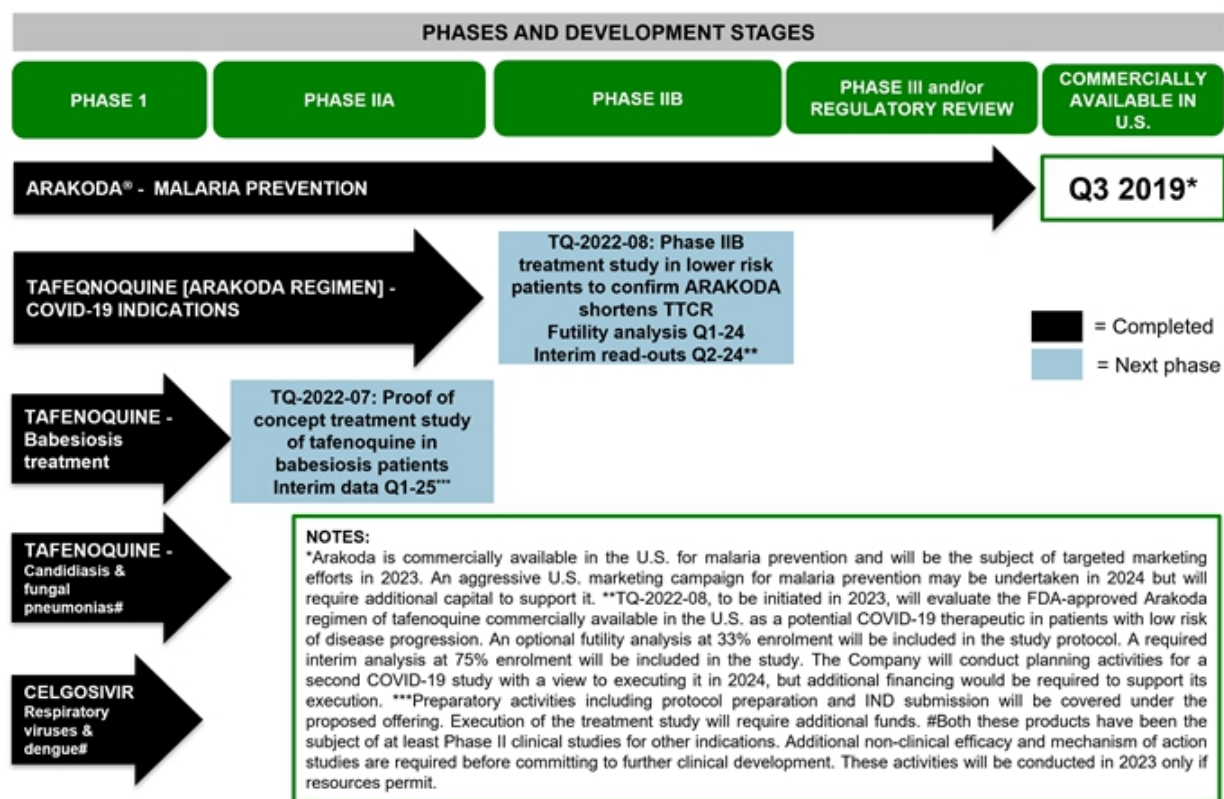 PHASES AND DEVELOPMENT STAGES
PHASE 1
PHASE IIA
PHASE IIB
PHASE III and/or
REGULATORY REVIEW
COMMERCIALLY
AVAILABLE IN
U.S.
ARAKODA® - MALARIA PREVENTION
Q3 2019*
TAFEQNOQUINE [ARAKODA REGIMEN] -
COVID-19 INDICATIONS
TQ-2022-08: Phase IIB
treatment study in lower risk
patients to confirm ARAKODA
shortens TTCR
Futility analysis Q1-24
Interim read-outs Q2-24**
= Completed
= Next phase
TAFENOQUINE -
Babesiosis
treatment
TQ-2022-07: Proof of
concept treatment study
of tafenoquine in
babesiosis patients
Interim data Q1-25***
TAFENOQUINE -
Candidiasis &
fungal
pneumonias#
CELGOSIVIR
Respiratory
viruses &
dengue#
NOTES:
*Arakoda is commercially available in the U.S. for malaria prevention and will be the subject of targeted marketing
efforts in 2023. An aggressive U.S. marketing campaign for malaria prevention may be undertaken in 2024 but will
require additional capital to support it. **TQ-2022-08, to be initiated in 2023, will evaluate the FDA-approved Arakoda
regimen of tafenoquine commercially available in the U.S. as a potential COVID-19 therapeutic in patients with low risk
of disease progression. An optional futility analysis at 33% enrolment will be included in the study protocol. A required
interim analysis at 75% enrolment will be included in the study. The Company will conduct planning activities for a
second COVID-19 study with a view to executing it in 2024, but additional financing would be required to support its
execution. ***Preparatory activities including protocol preparation and IND submission will be covered under the
proposed offering. Execution of the treatment study will require additional funds. #Both these products have been the
subject of at least Phase II clinical studies for other indications. Additional non-clinical efficacy and mechanism of action
studies are required before committing to further clinical development. These activities will be conducted in 2023 only if
resources permit.